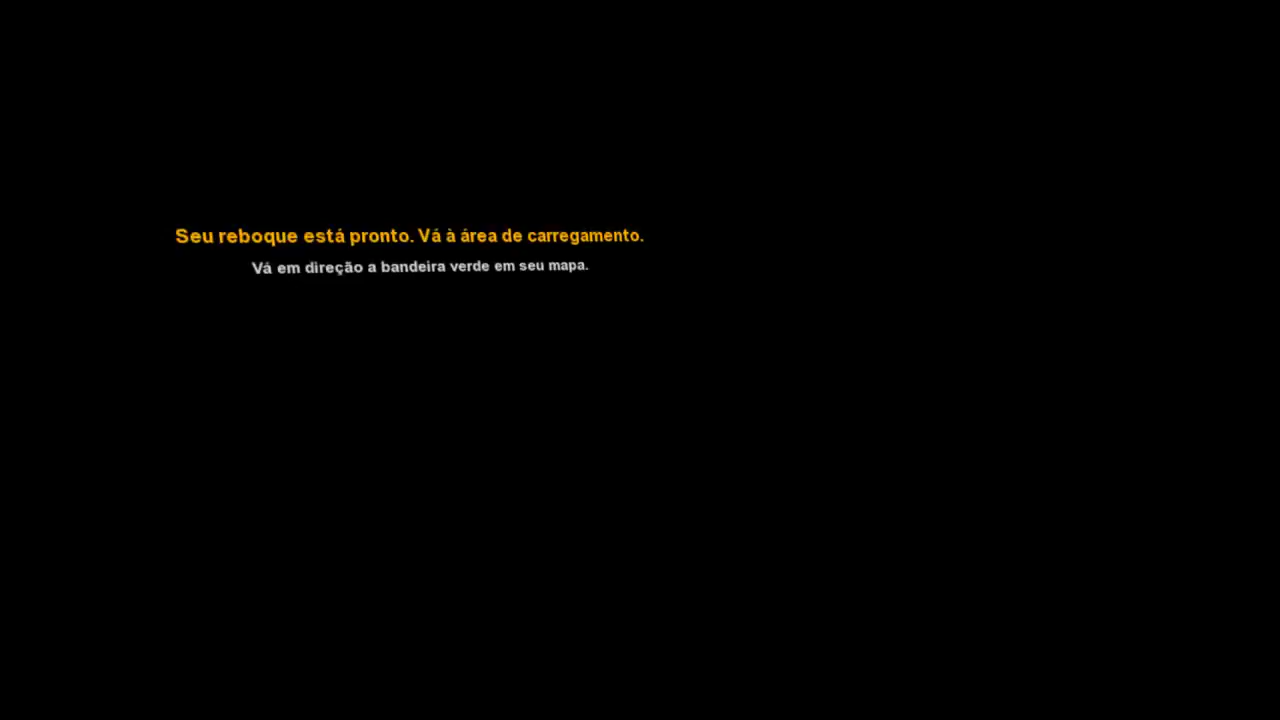 Seu reboque está pronto. Vá à área de carregamento.
Vá em direção a bandeira verde em seu mapa.